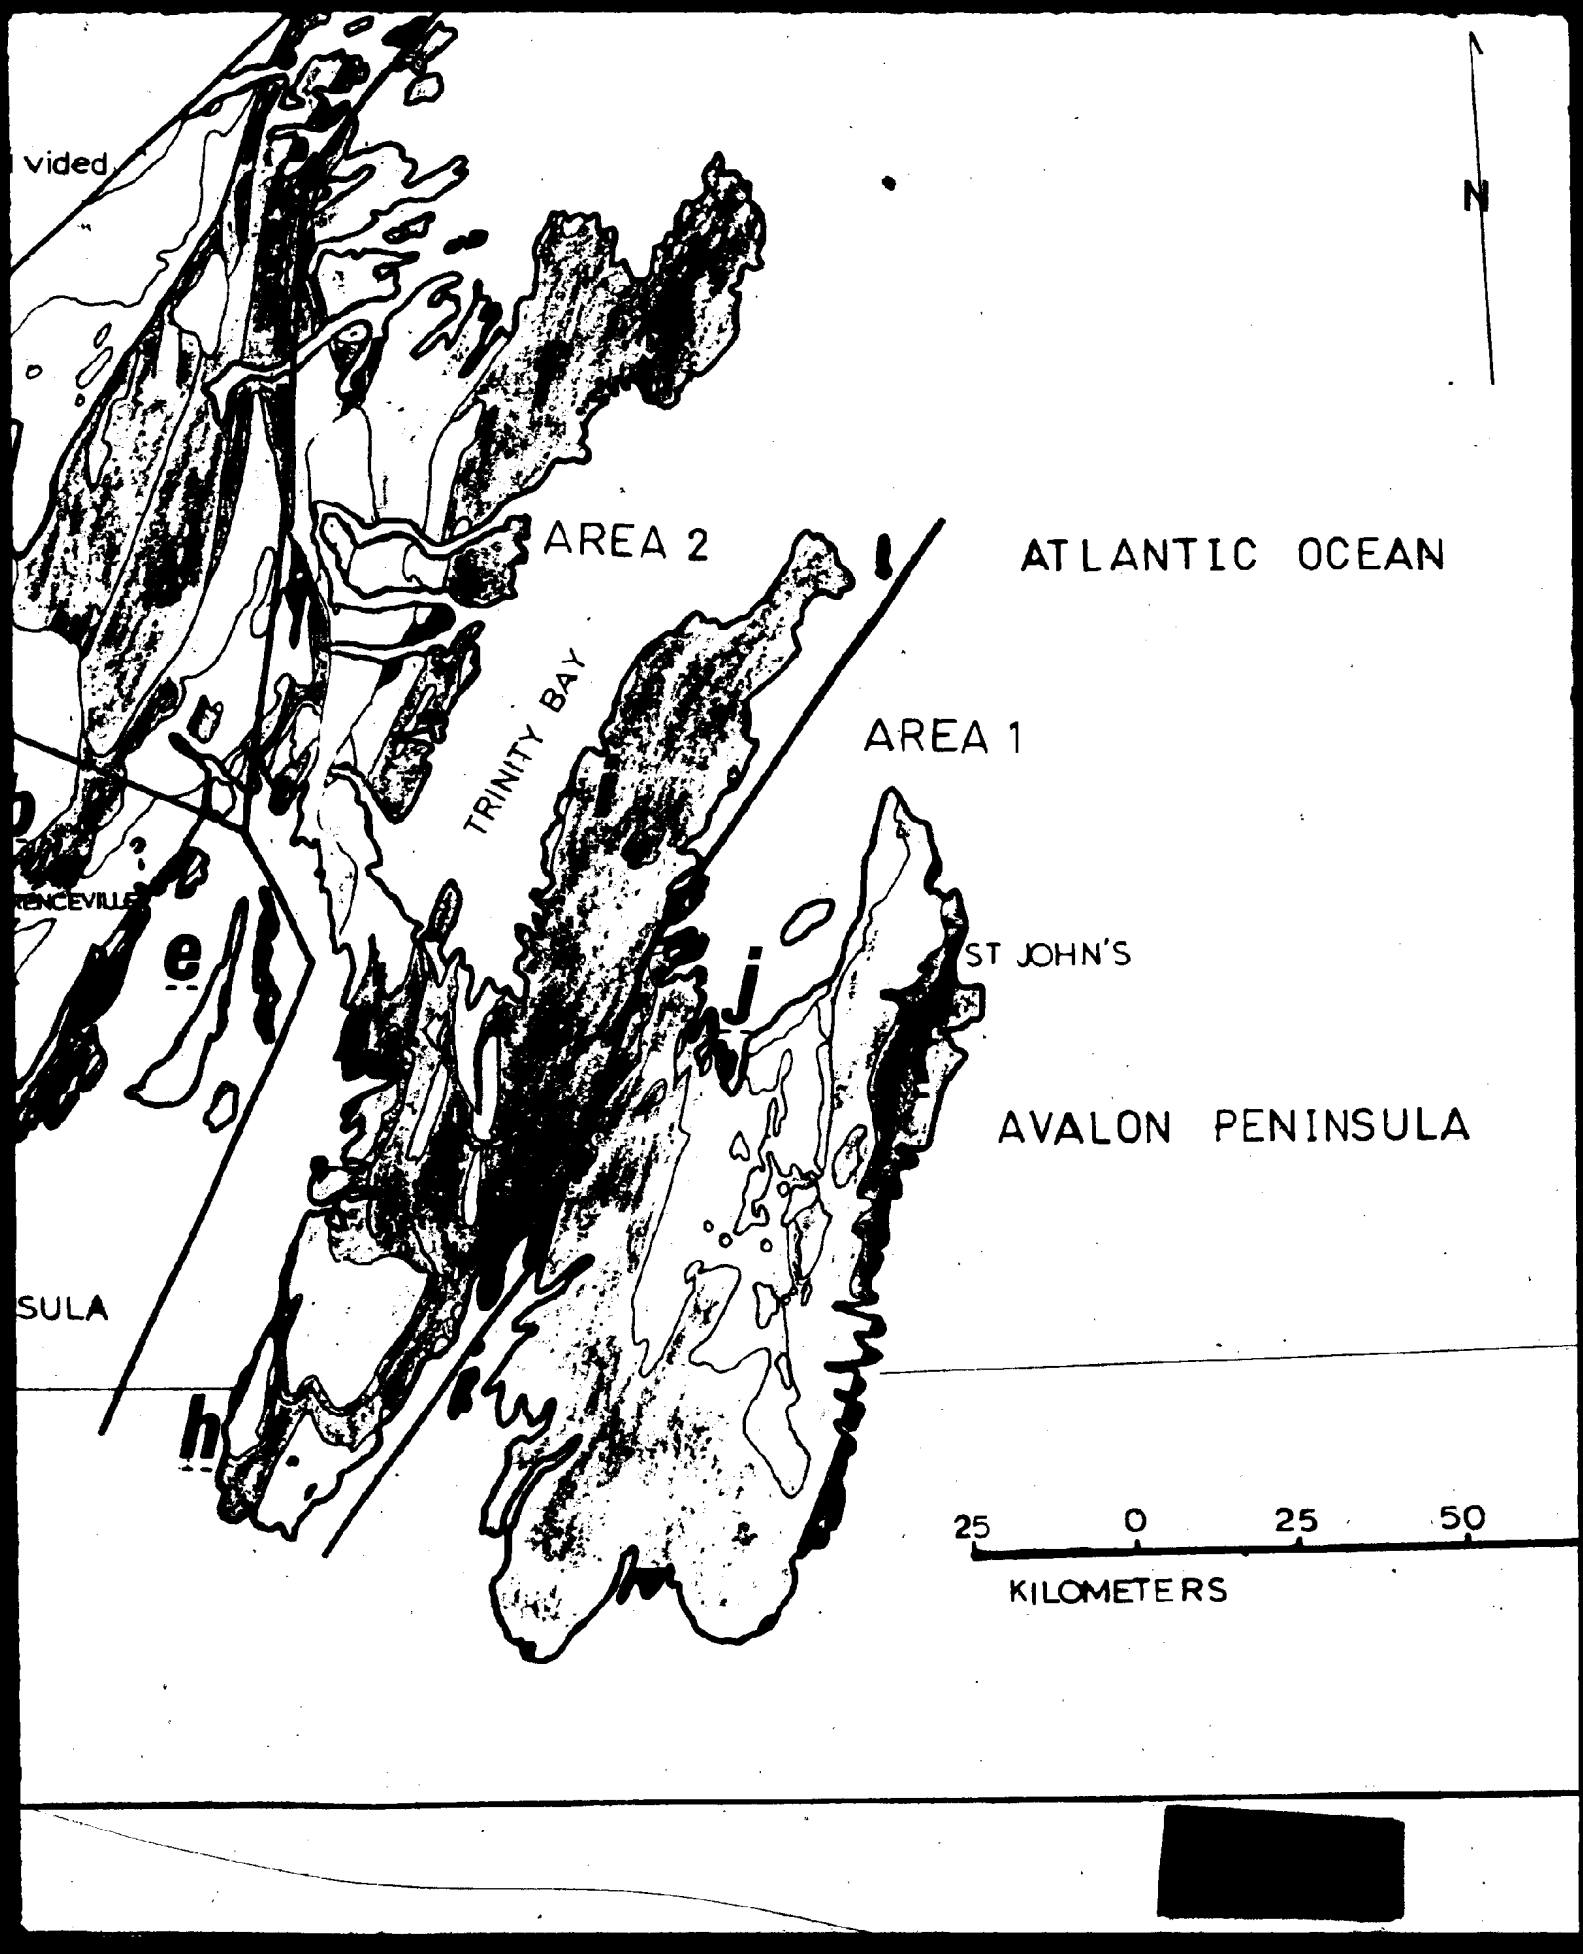 vided
N
AREA 2
l
ATLANTIC OCEAN
TRINITY BAY
AREA 1
?
e
j
ST JOHN'S
AVALON PENINSULA
SULA
h
25 0 25 50
KILOMETERS